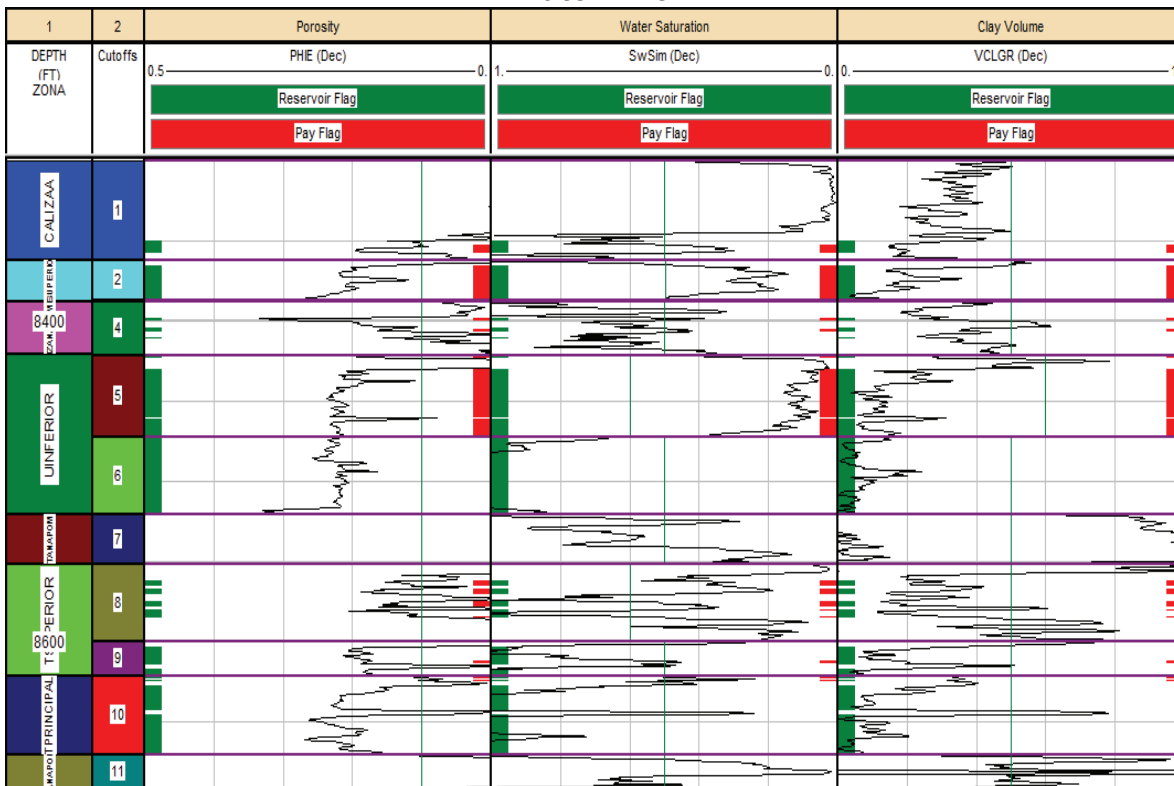 1 2 Porosity Water Saturation Clay Volume
DEPTH (FT) ZONA Cutoffs PHIE (Dec) SwSim (Dec) VCLGR (Dec)
0.5 0. 1. 0. 0. 1
Reservoir Flag Reservoir Flag Reservoir Flag
Pay Flag Pay Flag Pay Flag
CALIZAA 1
2
8400 4
UINFERIOR 5
6
7
8
8600
9
PRINCIPAL 10
11